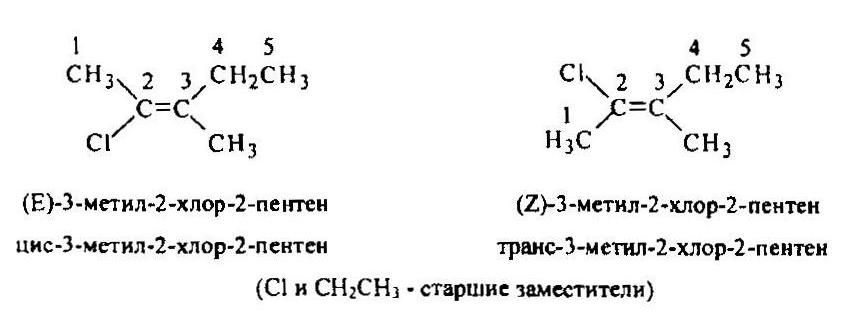 1 4 5 4 5
CH₃ 2 3 CH₂CH₃ Cl 2 3 CH₂CH₃
C=C 1 C=C
Cl CH₃ H₃C CH₃
(E)-3-метил-2-хлор-2-пентен (Z)-3-метил-2-хлор-2-пентен
цис-3-метил-2-хлор-2-пентен транс-3-метил-2-хлор-2-пентен
(Cl и CH₂CH₃ - старшие заместители)